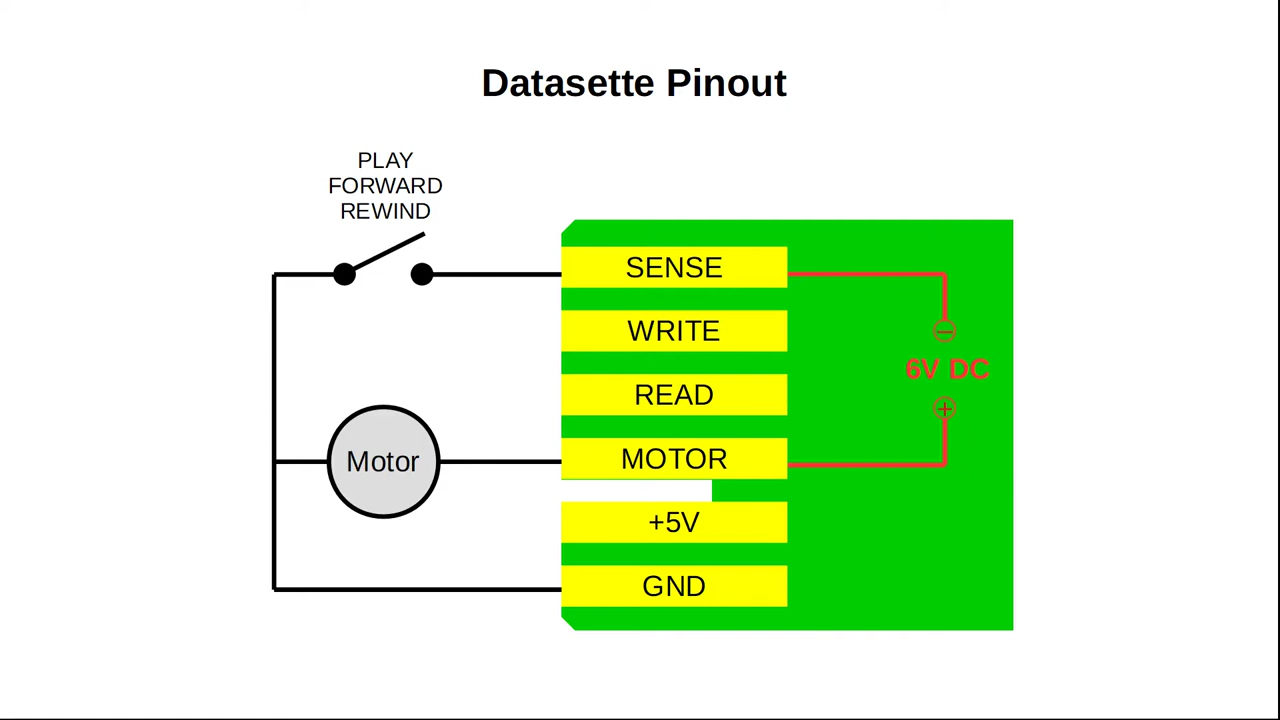 Datasette Pinout
PLAY
FORWARD
REWIND
SENSE
WRITE
READ
MOTOR
+5V
GND
Motor
−
6V DC
+